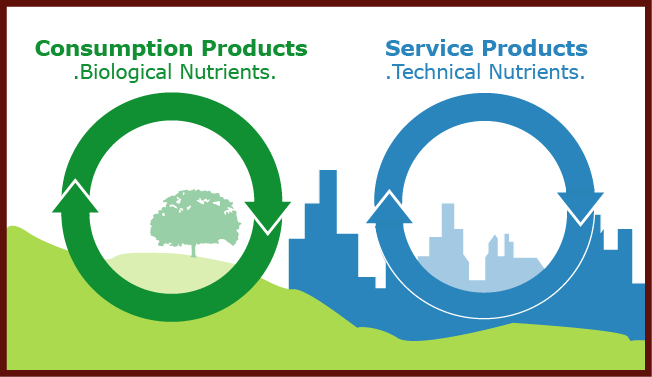 Consumption Products
.Biological Nutrients.
Service Products
.Technical Nutrients.